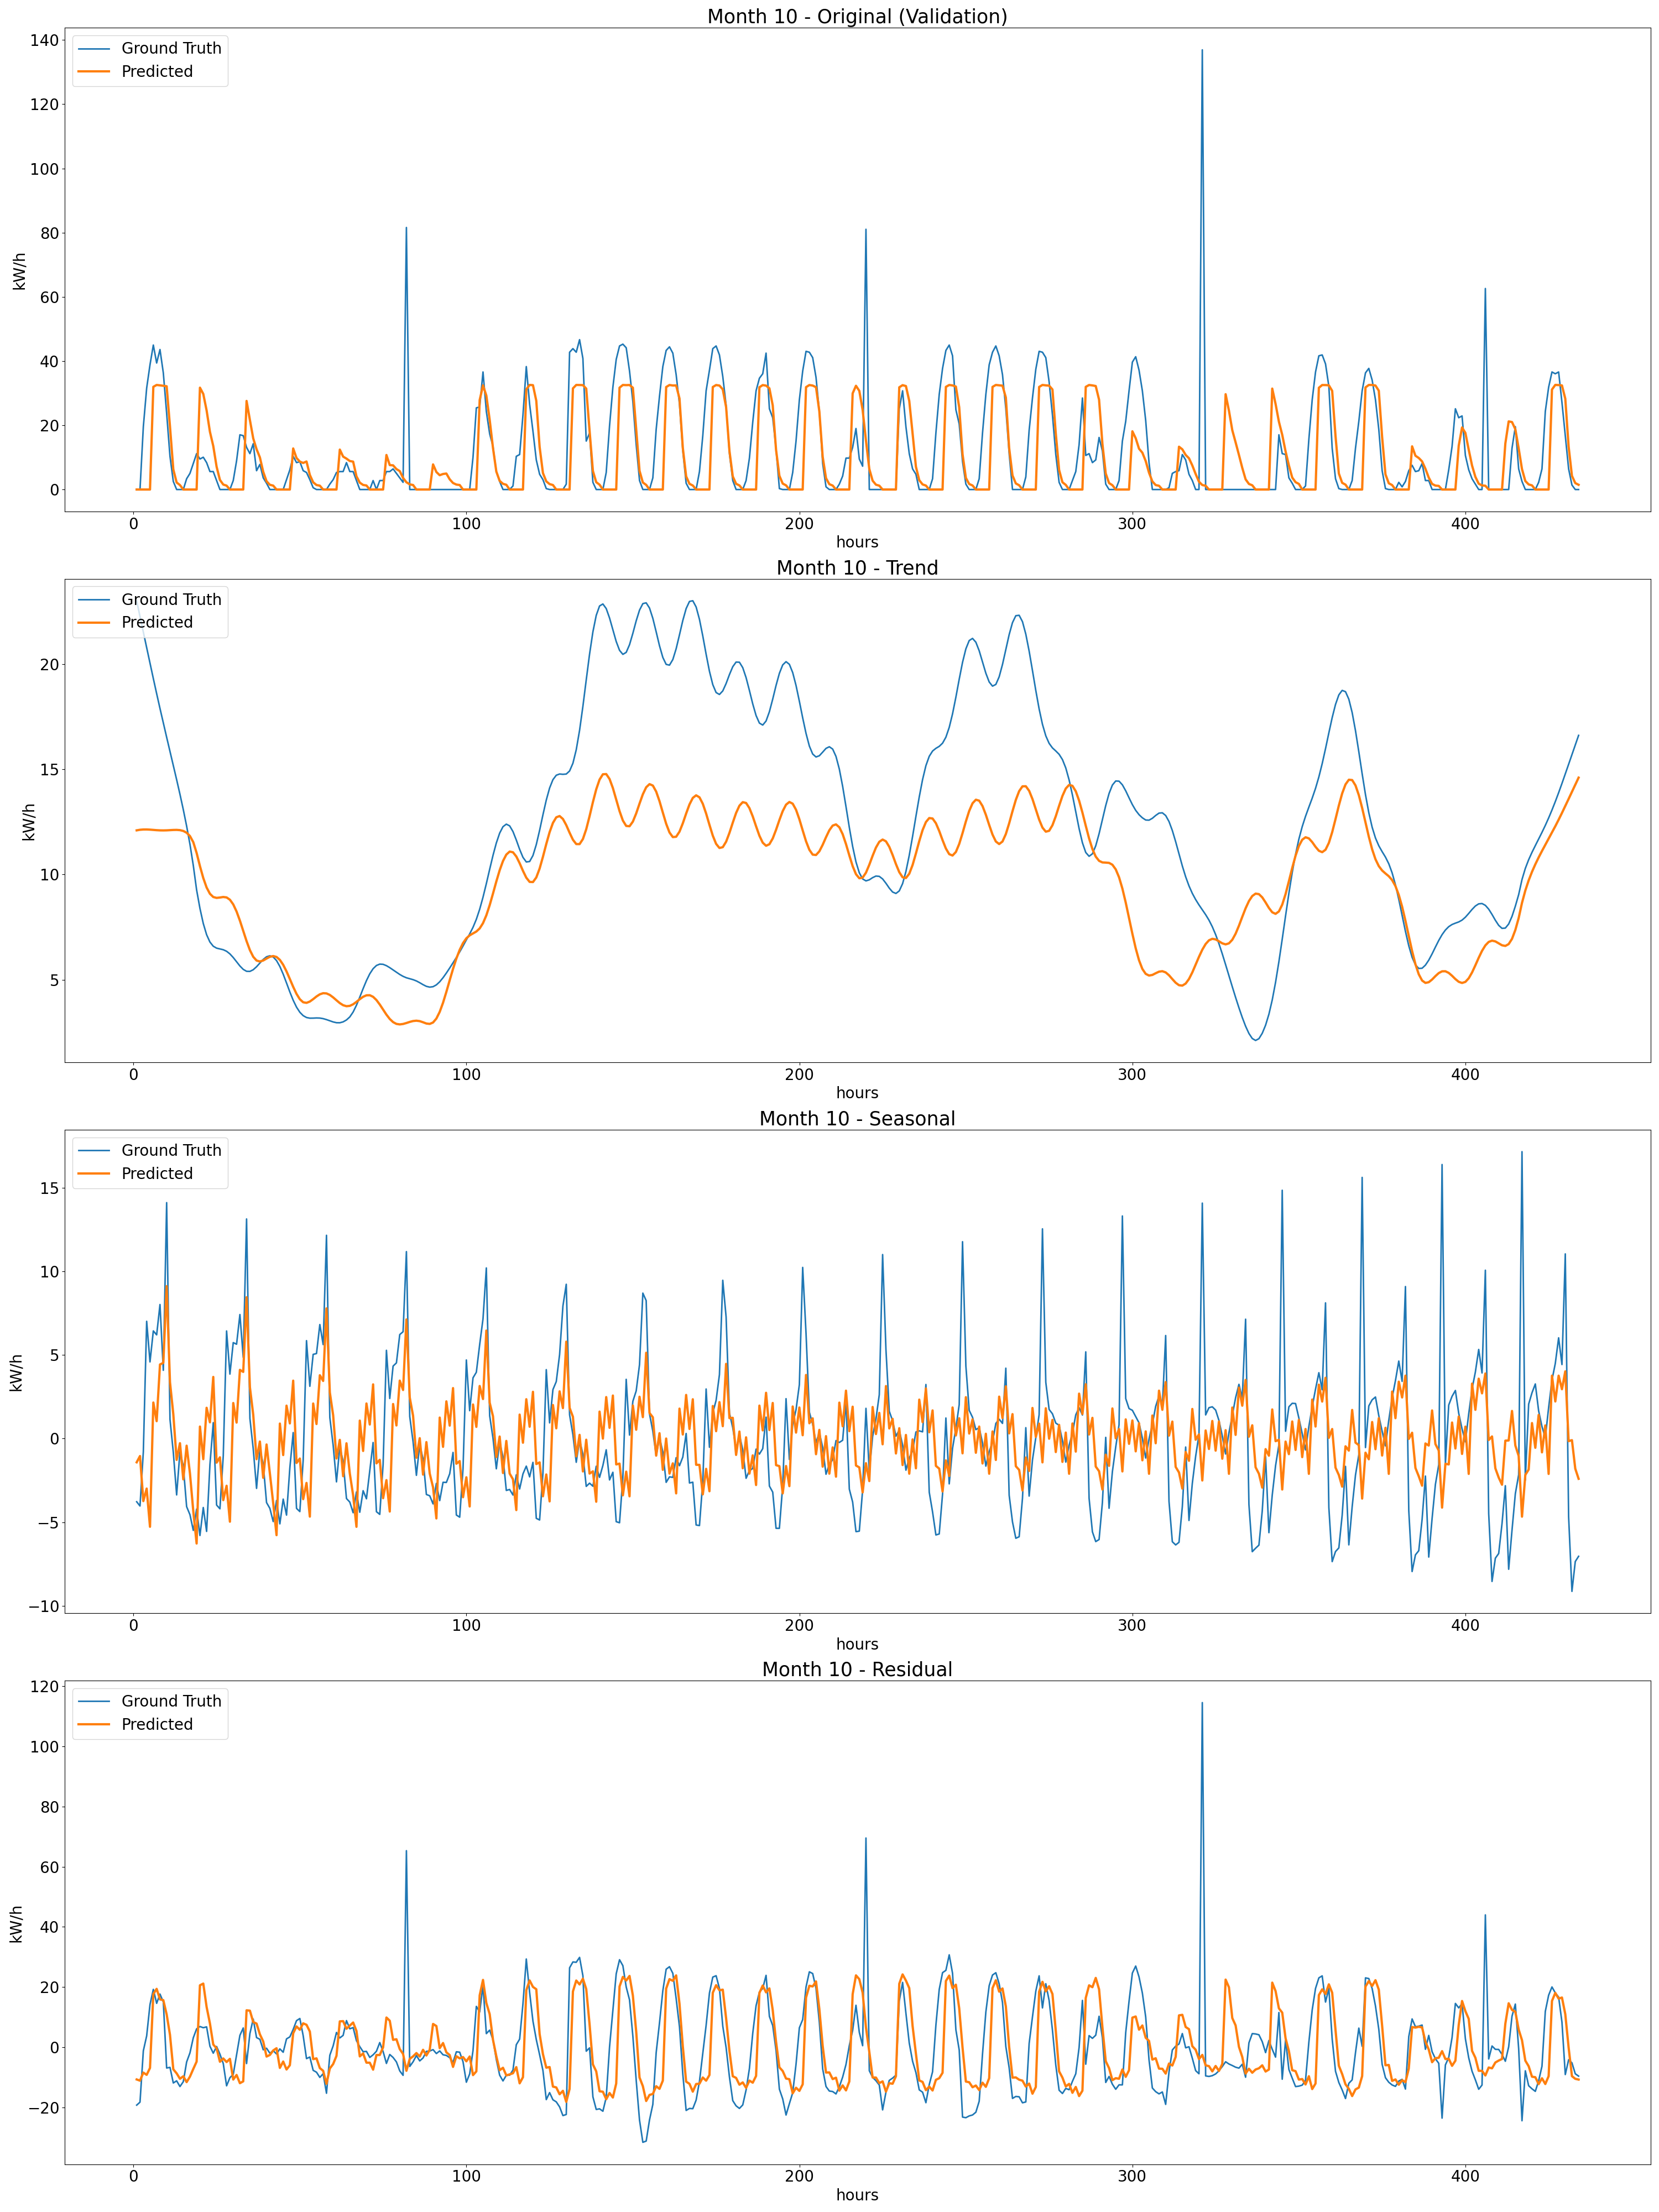 Month 10 - Original (Validation)
Ground Truth
Predicted
140
120
100
80
60
40
20
0
kW/h
0 100 200 300 400
hours
Month 10 - Trend
Ground Truth
Predicted
20
15
10
5
kW/h
0 100 200 300 400
hours
Month 10 - Seasonal
Ground Truth
Predicted
15
10
5
0
−5
−10
kW/h
0 100 200 300 400
hours
Month 10 - Residual
Ground Truth
Predicted
120
100
80
60
40
20
0
−20
kW/h
0 100 200 300 400
hours